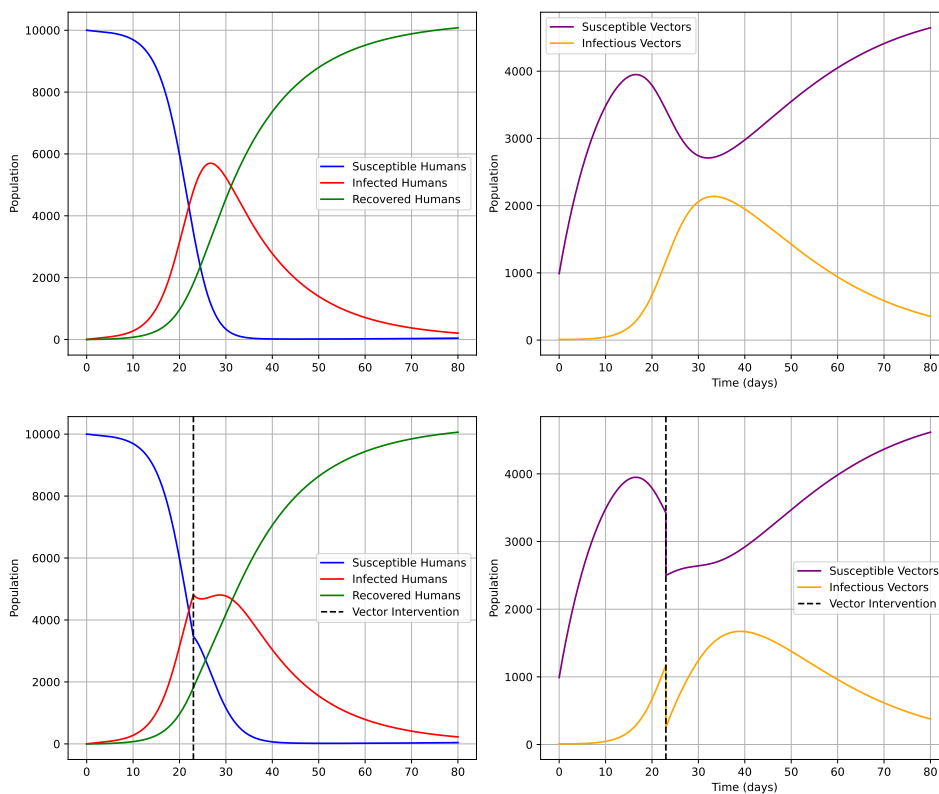 Population
10000
8000
6000
4000
2000
0
0 10 20 30 40 50 60 70 80
Susceptible Humans
Infected Humans
Recovered Humans
Population
4000
3000
2000
1000
0
0 10 20 30 40 50 60 70 80
Time (days)
Susceptible Vectors
Infectious Vectors
Population
10000
8000
6000
4000
2000
0
0 10 20 30 40 50 60 70 80
Susceptible Humans
Infected Humans
Recovered Humans
Vector Intervention
Population
4000
3000
2000
1000
0
0 10 20 30 40 50 60 70 80
Time (days)
Susceptible Vectors
Infectious Vectors
Vector Intervention